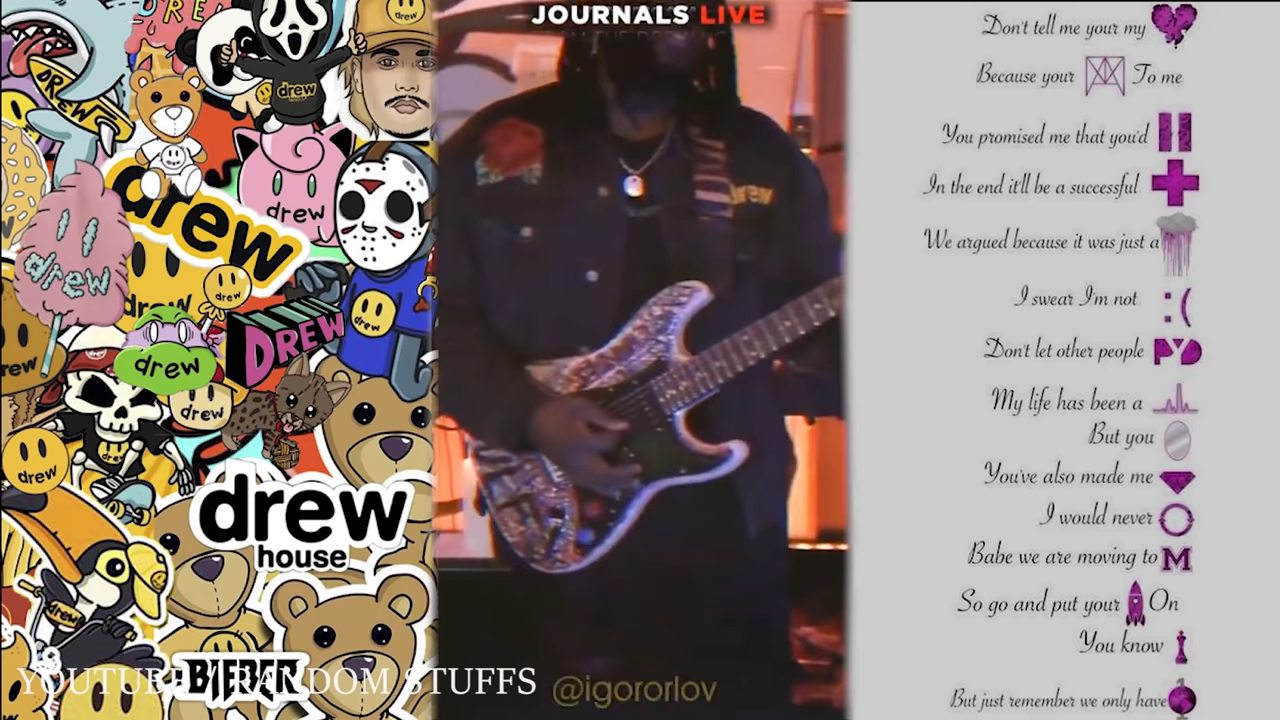 drew
DREW
drew
drew
drew
drew
drew
drew
drew
DREW
drew
drew
drew
drew
house
drew
BIEBER
YOUTUBE / RANDOM STUFFS
JOURNALS LIVE
drew
@igororlov
Don't tell me your my
Because your To me
You promised me that you'd
In the end it'll be a successful
We argued because it was just a
I swear I'm not :(
Don't let other people
My life has been a
But you
You've also made me
I would never
Babe we are moving to M
So go and put your On
You know
But just remember we only have